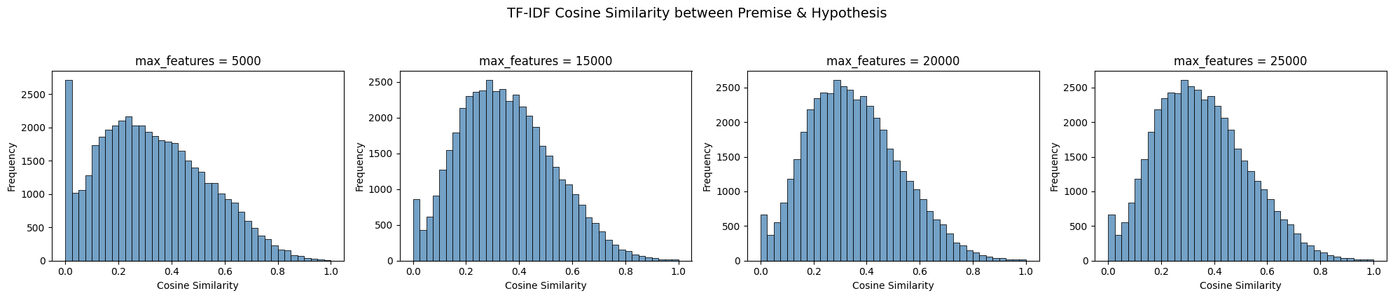 TF-IDF Cosine Similarity between Premise & Hypothesis
max_features = 5000
Frequency
2500
2000
1500
1000
500
0
0.0 0.2 0.4 0.6 0.8 1.0
Cosine Similarity
max_features = 15000
Frequency
2500
2000
1500
1000
500
0
0.0 0.2 0.4 0.6 0.8 1.0
Cosine Similarity
max_features = 20000
Frequency
2500
2000
1500
1000
500
0
0.0 0.2 0.4 0.6 0.8 1.0
Cosine Similarity
max_features = 25000
Frequency
2500
2000
1500
1000
500
0
0.0 0.2 0.4 0.6 0.8 1.0
Cosine Similarity